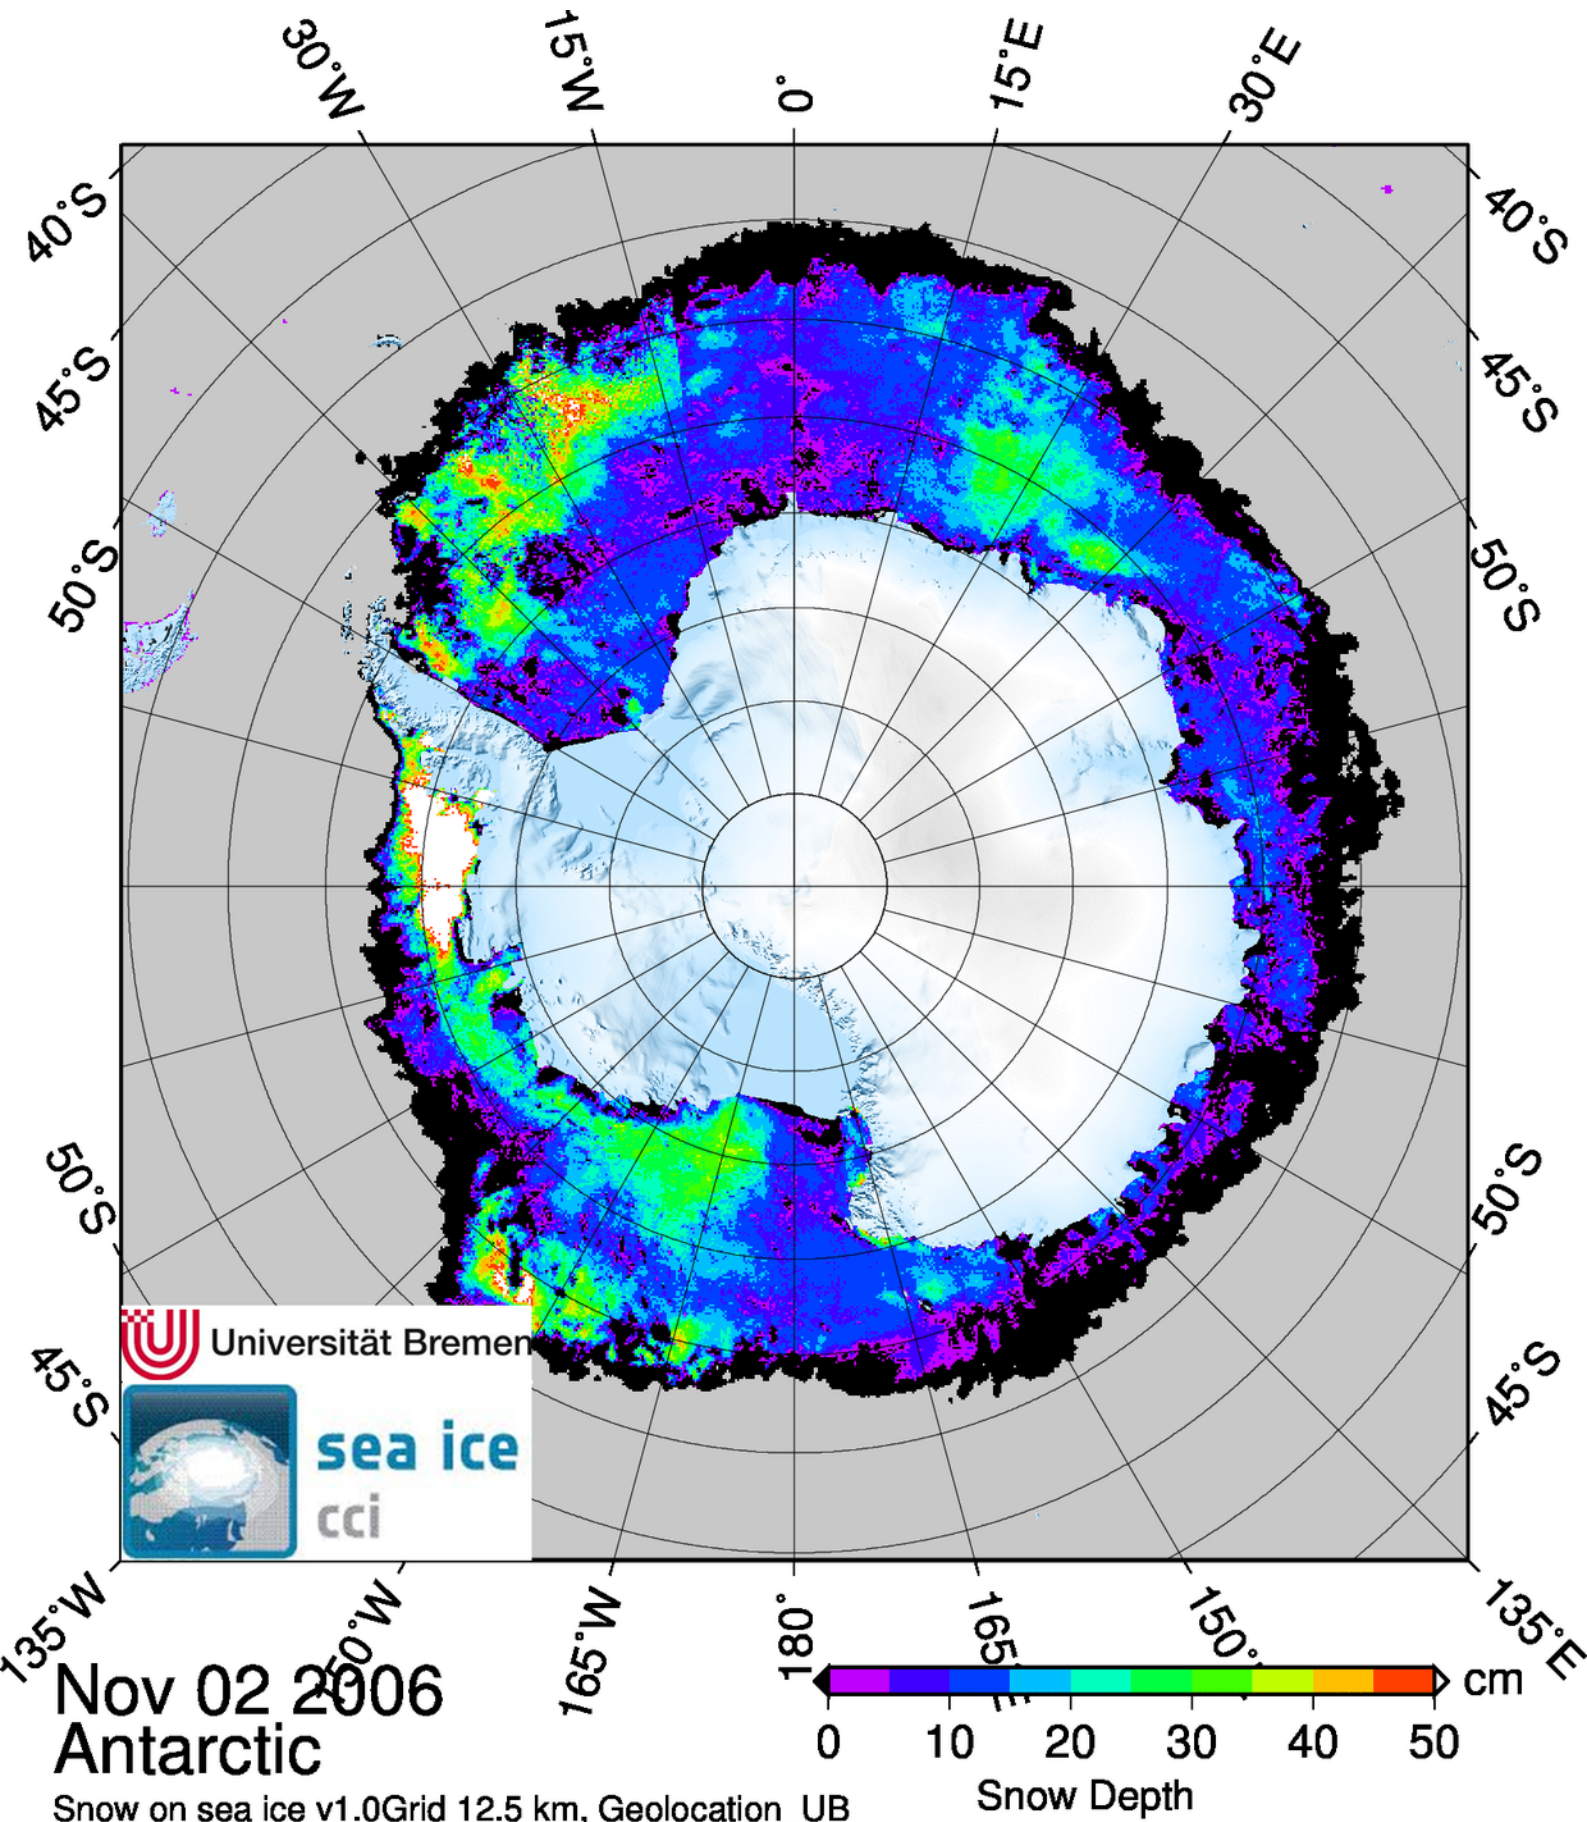 30°W
15°W
0°
15°E
30°E
40°S
40°S
45°S
45°S
50°S
50°S
50°S
50°S
45°S
45°S
Universität Bremen
sea ice
cci
135°W
165°W
180°
135°E
Nov 02 2006
Antarctic
Snow on sea ice v1.0Grid 12.5 km, Geolocation UB
cm
0 10 20 30 40 50
Snow Depth